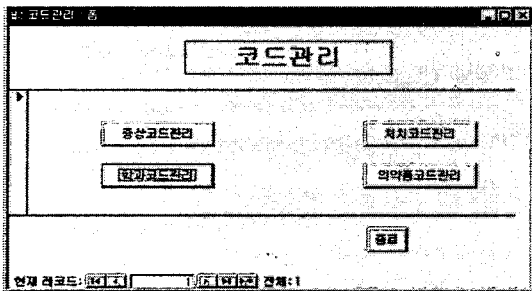 코드관리 : 폼
코드관리
증상코드관리
처치코드관리
학과코드관리
의약품코드관리
종료
현재 레코드: 1 전체:1